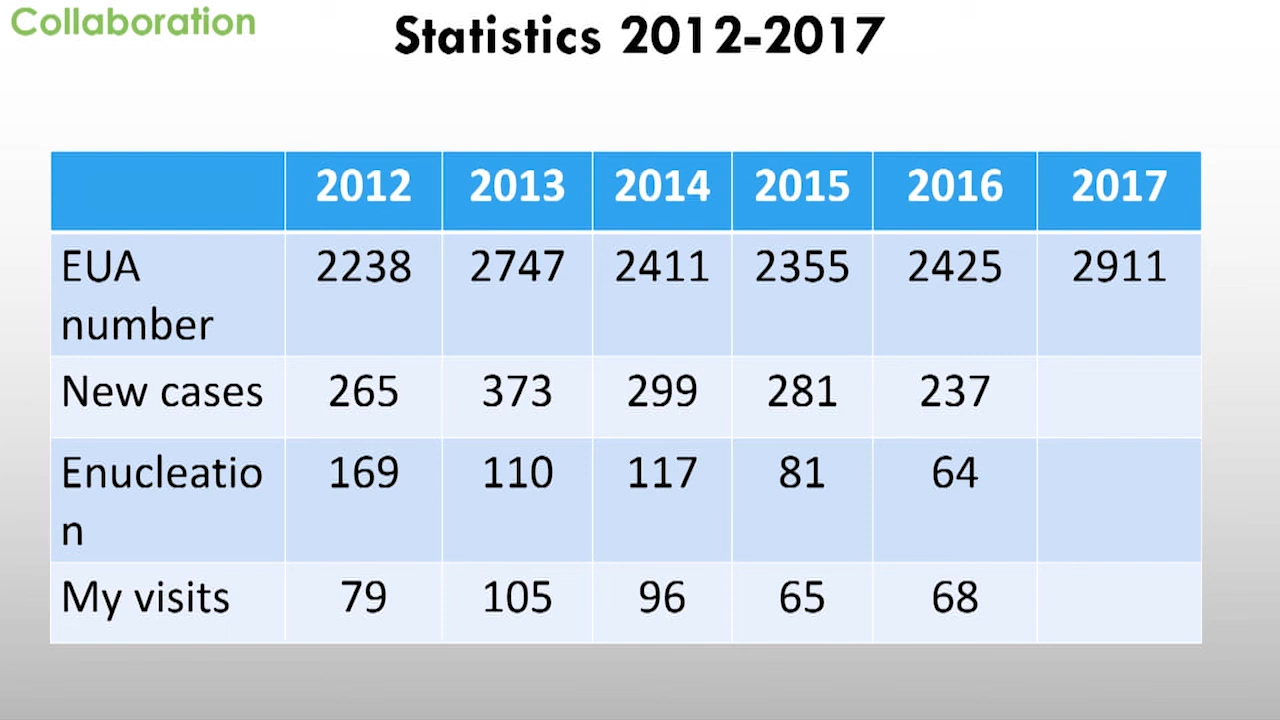 Collaboration
Statistics 2012-2017
2012 2013 2014 2015 2016 2017
EUA 2238 2747 2411 2355 2425 2911
number
New cases 265 373 299 281 237
Enucleatio 169 110 117 81 64
n
My visits 79 105 96 65 68